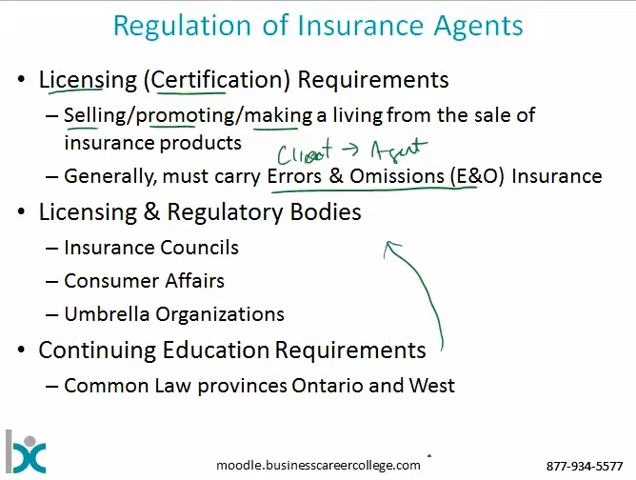 Regulation of Insurance Agents
• Licensing (Certification) Requirements
– Selling/promoting/making a living from the sale of
insurance products
Client → Agent
– Generally, must carry Errors & Omissions (E&O) Insurance
• Licensing & Regulatory Bodies
– Insurance Councils
– Consumer Affairs
– Umbrella Organizations
• Continuing Education Requirements
– Common Law provinces Ontario and West
moodle.businesscareercollege.com
877-934-5577